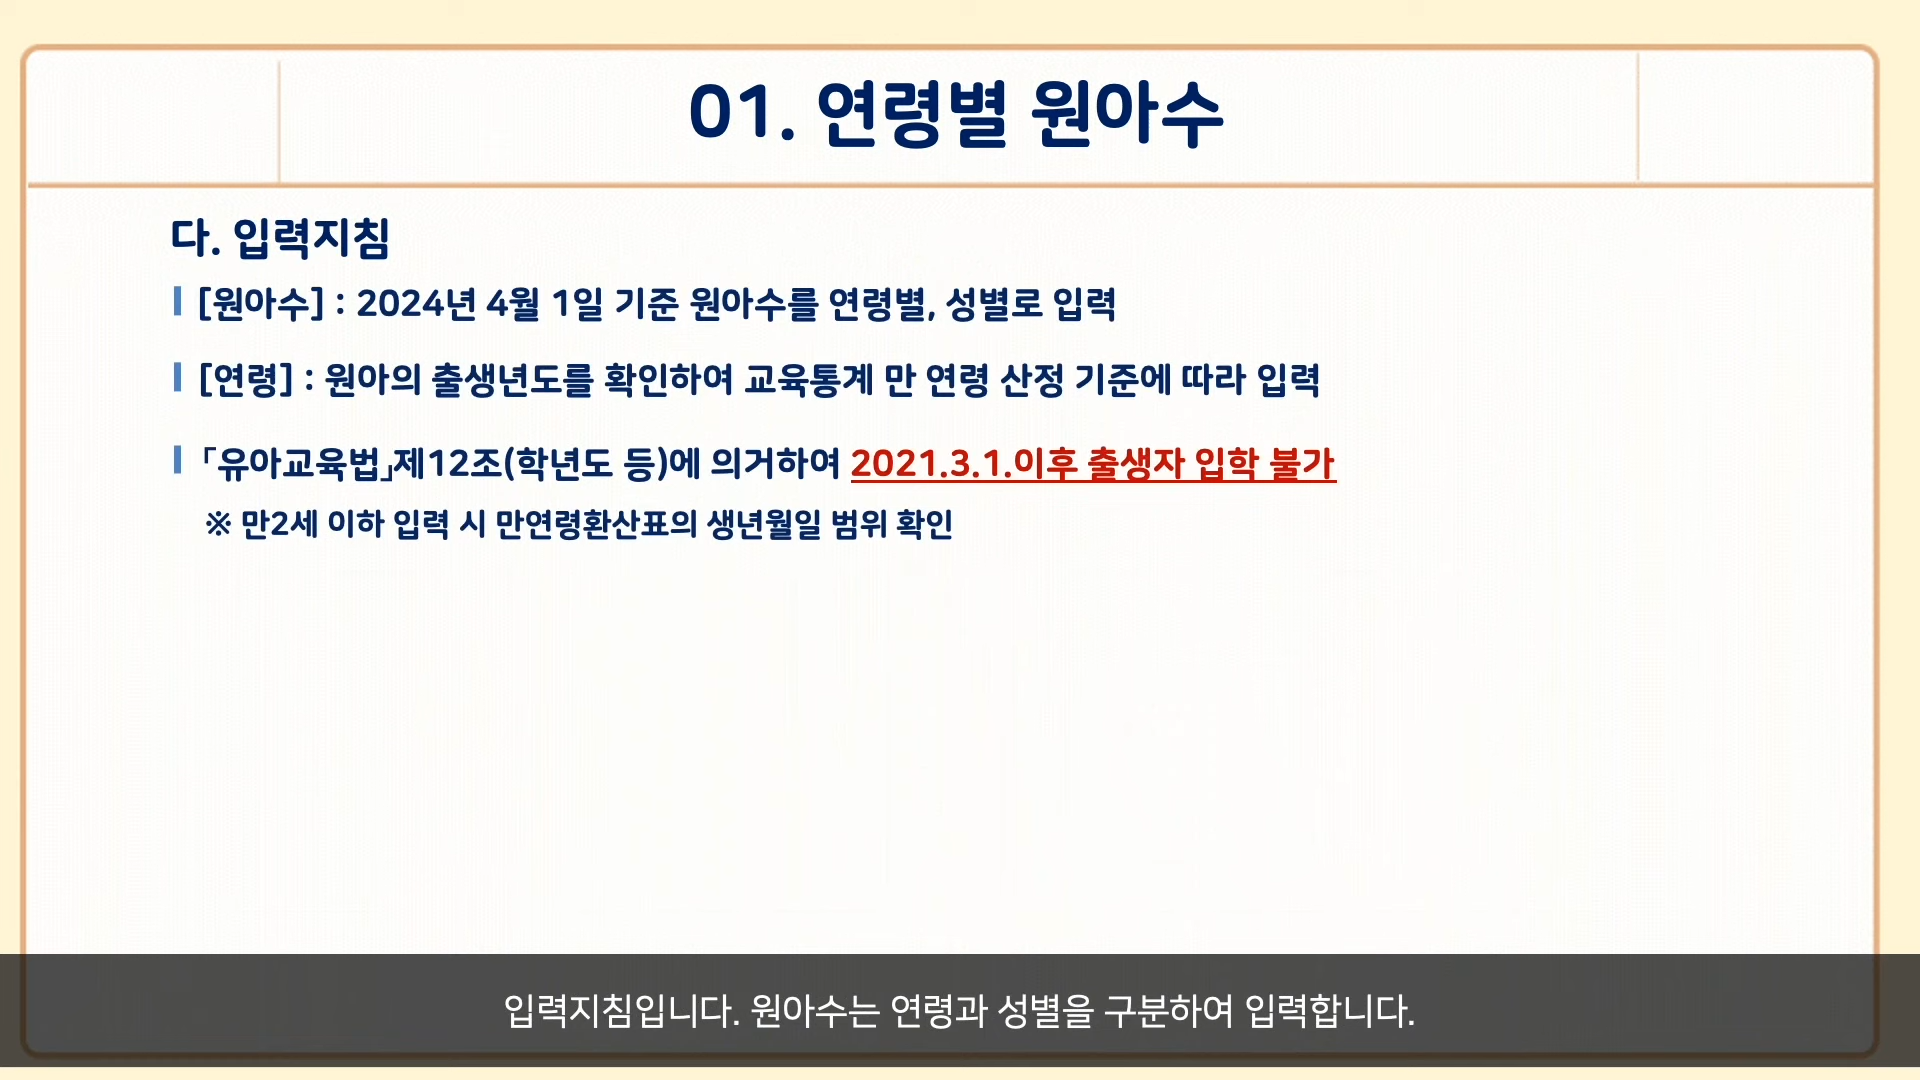 01. 연령별 원아수
다. 입력지침
[원아수] : 2024년 4월 1일 기준 원아수를 연령별, 성별로 입력
[연령] : 원아의 출생년도를 확인하여 교육통계 만 연령 산정 기준에 따라 입력
「유아교육법」제12조(학년도 등)에 의거하여 2021.3.1.이후 출생자 입학 불가
※ 만2세 이하 입력 시 만연령환산표의 생년월일 범위 확인
입력지침입니다. 원아수는 연령과 성별을 구분하여 입력합니다.